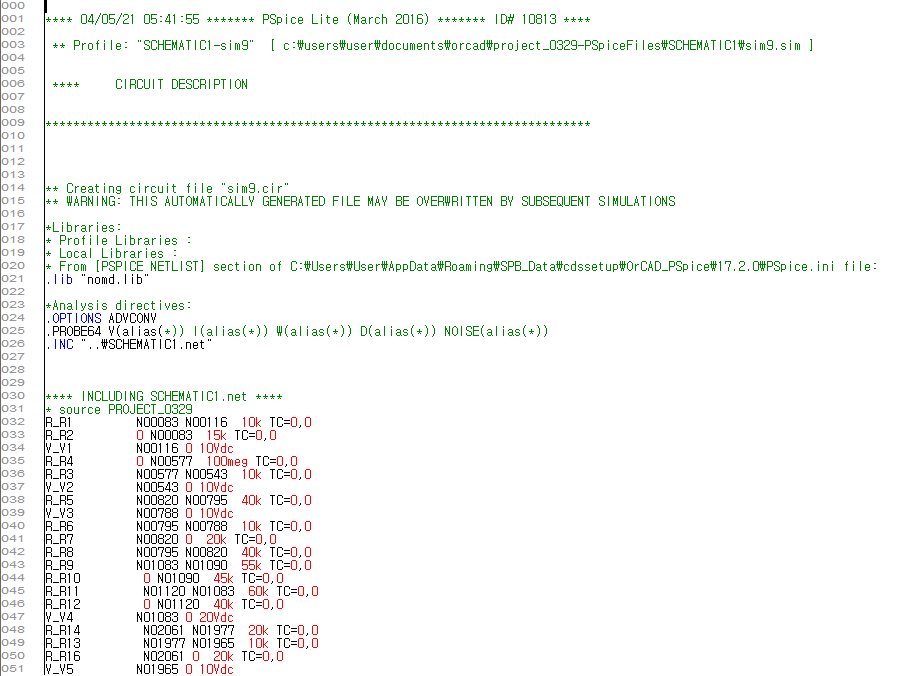 000
001 **** 04/05/21 05:41:55 ******* PSpice Lite (March 2016) ******* ID# 10813 ****
002
003 ** Profile: "SCHEMATIC1-sim9" [ c:₩users₩user₩documents₩orcad₩project_0329-PSpiceFiles₩SCHEMATIC1₩sim9.sim ]
004
005
006 **** CIRCUIT DESCRIPTION
007
008
009 ******************************************************************************
010
011
012
013
014 ** Creating circuit file "sim9.cir"
015 ** WARNING: THIS AUTOMATICALLY GENERATED FILE MAY BE OVERWRITTEN BY SUBSEQUENT SIMULATIONS
016
017 *Libraries:
018 * Profile Libraries :
019 * Local Libraries :
020 * From [PSPICE NETLIST] section of C:₩Users₩User₩AppData₩Roaming₩SPB_Data₩cdssetup₩OrCAD_PSpice₩17.2.0₩PSpice.ini file:
021 .lib "nomd.lib"
022
023 *Analysis directives:
024 .OPTIONS ADVCONV
025 .PROBE64 V(alias(*)) I(alias(*)) W(alias(*)) D(alias(*)) NOISE(alias(*))
026 .INC "..₩SCHEMATIC1.net"
027
028
029
030 **** INCLUDING SCHEMATIC1.net ****
031 * source PROJECT_0329
032 R_R1 N00083 N00116 10k TC=0,0
033 R_R2 0 N00083 15k TC=0,0
034 V_V1 N00116 0 10Vdc
035 R_R4 0 N00577 100meg TC=0,0
036 R_R3 N00577 N00543 10k TC=0,0
037 V_V2 N00543 0 10Vdc
038 R_R5 N00820 N00795 40k TC=0,0
039 V_V3 N00788 0 10Vdc
040 R_R6 N00795 N00788 10k TC=0,0
041 R_R7 N00820 0 20k TC=0,0
042 R_R8 N00795 N00820 40k TC=0,0
043 R_R9 N01083 N01090 55k TC=0,0
044 R_R10 0 N01090 45k TC=0,0
045 R_R11 N01120 N01083 60k TC=0,0
046 R_R12 0 N01120 40k TC=0,0
047 V_V4 N01083 0 20Vdc
048 R_R14 N02061 N01977 20k TC=0,0
049 R_R13 N01977 N01965 10k TC=0,0
050 R_R16 N02061 0 20k TC=0,0
051 V_V5 N01965 0 10Vdc